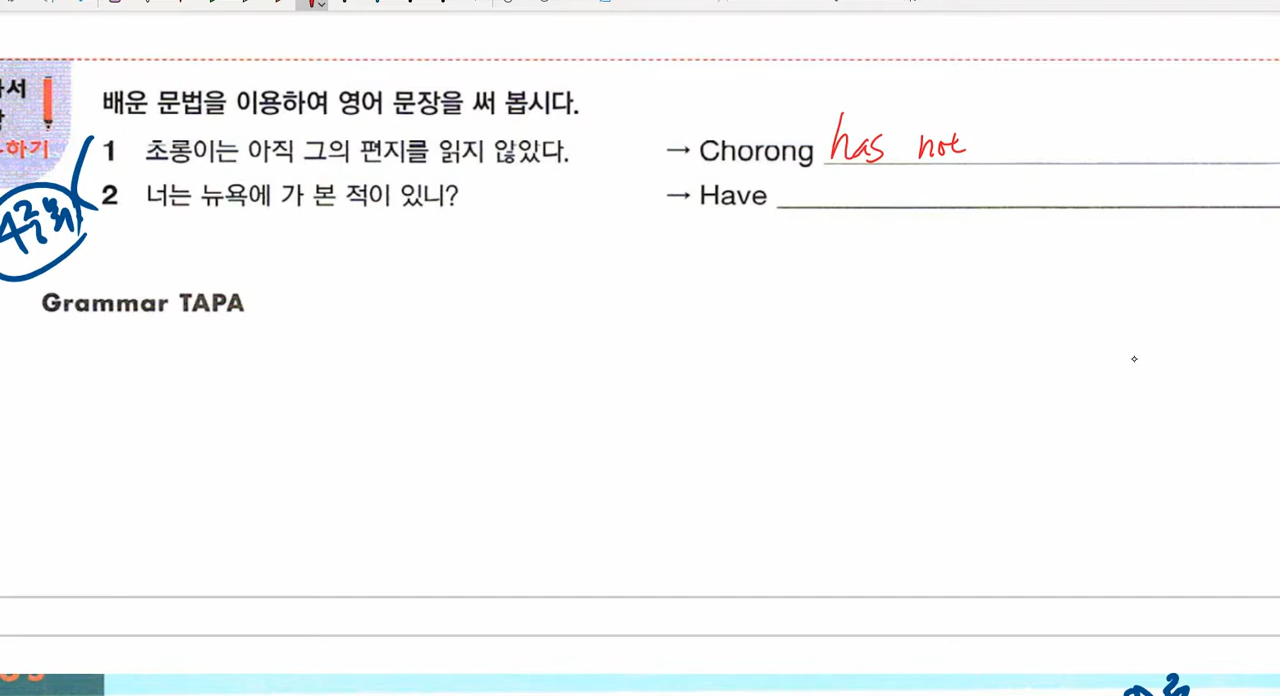 배운 문법을 이용하여 영어 문장을 써 봅시다.
하기
1 초롱이는 아직 그의 편지를 읽지 않았다. → Chorong has not
2 너는 뉴욕에 가 본 적이 있니? → Have
Grammar TAPA